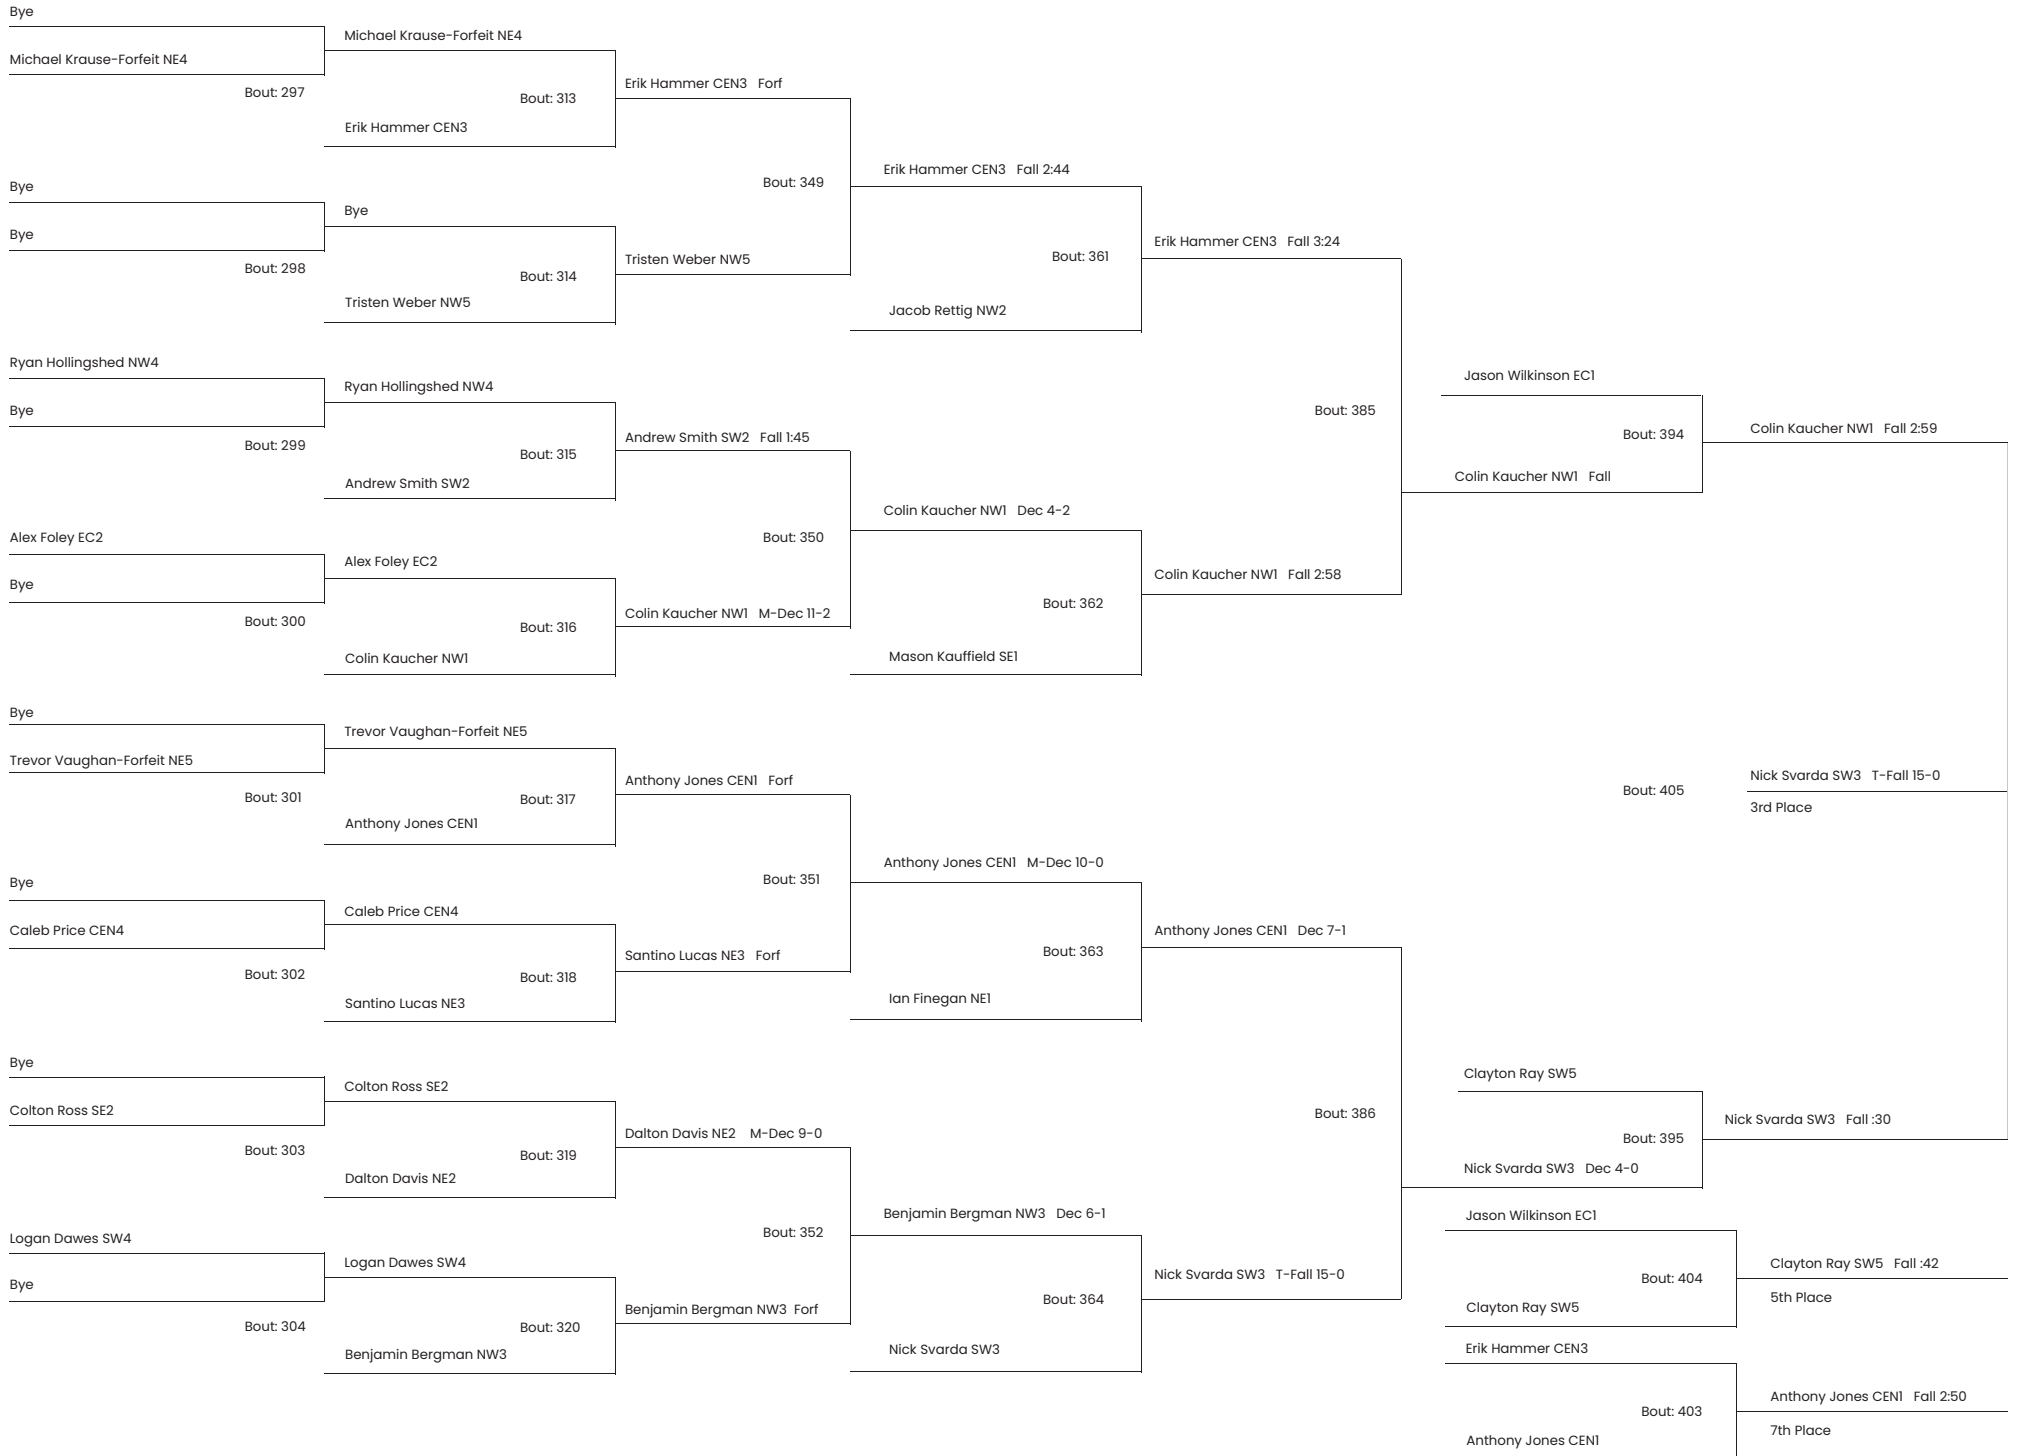 Bye
Michael Krause-Forfeit NE4
Bout: 297
Bye
Bye
Bout: 298
Ryan Hollingshed NW4
Bye
Bout: 299
Alex Foley EC2
Bye
Bout: 300
Bye
Trevor Vaughan-Forfeit NE5
Bout: 301
Bye
Caleb Price CEN4
Bout: 302
Bye
Colton Ross SE2
Bout: 303
Logan Dawes SW4
Bye
Bout: 304
Michael Krause-Forfeit NE4
Bout: 313
Erik Hammer CEN3
Bye
Bout: 314
Tristen Weber NW5
Ryan Hollingshed NW4
Bout: 315
Andrew Smith SW2
Alex Foley EC2
Bout: 316
Colin Kaucher NW1
Trevor Vaughan-Forfeit NE5
Bout: 317
Anthony Jones CEN1
Caleb Price CEN4
Bout: 318
Santino Lucas NE3
Colton Ross SE2
Bout: 319
Dalton Davis NE2
Logan Dawes SW4
Bout: 320
Benjamin Bergman NW3
Erik Hammer CEN3 Forf
Bout: 349
Tristen Weber NW5
Andrew Smith SW2 Fall 1:45
Bout: 350
Colin Kaucher NW1 M-Dec 11-2
Anthony Jones CEN1 Forf
Bout: 351
Santino Lucas NE3 Forf
Dalton Davis NE2 M-Dec 9-0
Bout: 352
Benjamin Bergman NW3 Forf
Erik Hammer CEN3 Fall 2:44
Bout: 361
Jacob Rettig NW2
Colin Kaucher NW1 Dec 4-2
Bout: 362
Mason Kauffield SE1
Anthony Jones CEN1 M-Dec 10-0
Bout: 363
Ian Finegan NE1
Benjamin Bergman NW3 Dec 6-1
Bout: 364
Nick Svarda SW3
Erik Hammer CEN3 Fall 3:24
Bout: 385
Colin Kaucher NW1 Fall 2:58
Anthony Jones CEN1 Dec 7-1
Bout: 386
Nick Svarda SW3 T-Fall 15-0
Jason Wilkinson EC1
Bout: 394
Colin Kaucher NW1 Fall
Clayton Ray SW5
Bout: 395
Nick Svarda SW3 Dec 4-0
Colin Kaucher NW1 Fall 2:59
Bout: 405
Nick Svarda SW3 T-Fall 15-0
3rd Place
Nick Svarda SW3 Fall :30
Jason Wilkinson EC1
Bout: 404
Clayton Ray SW5
Clayton Ray SW5 Fall :42
5th Place
Erik Hammer CEN3
Bout: 403
Anthony Jones CEN1
Anthony Jones CEN1 Fall 2:50
7th Place